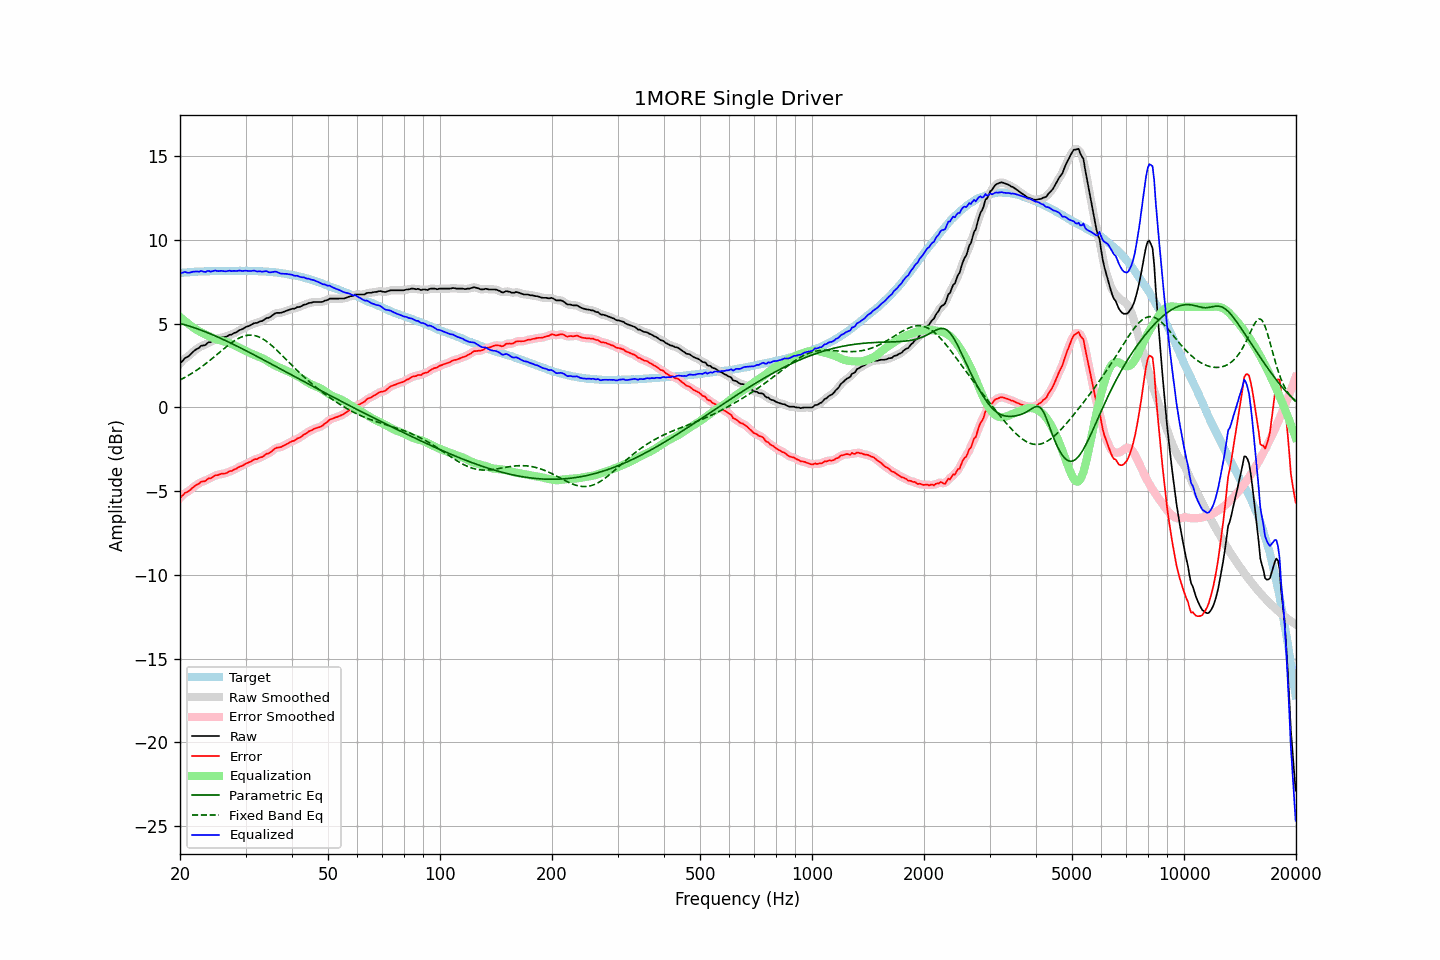 1MORE Single Driver
Amplitude (dBr)
15
10
5
0
−5
−10
−15
−20
−25
Target
Raw Smoothed
Error Smoothed
Raw
Error
Equalization
Parametric Eq
Fixed Band Eq
Equalized
20
50
100
200
500
1000
2000
5000
10000
20000
Frequency (Hz)